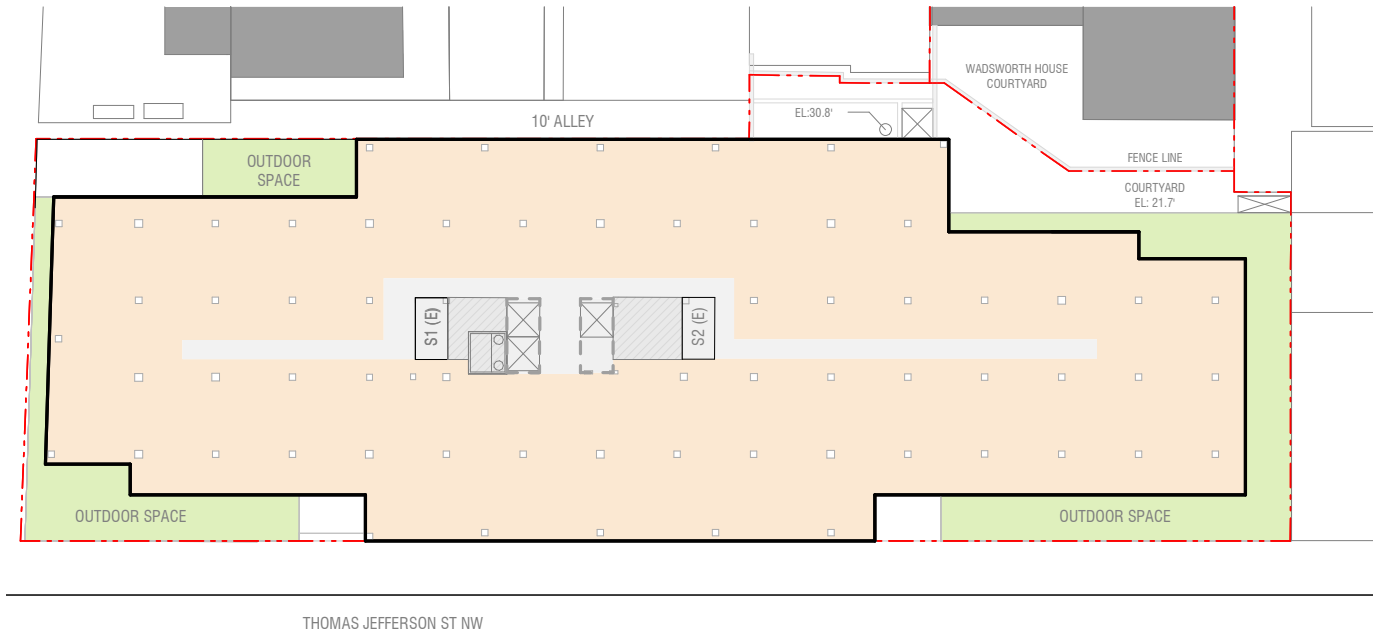 WADSWORTH HOUSE
COURTYARD
EL:30.8'
10' ALLEY
OUTDOOR
SPACE
FENCE LINE
COURTYARD
EL: 21.7'
S1 (E)
S2 (E)
OUTDOOR SPACE
OUTDOOR SPACE
THOMAS JEFFERSON ST NW